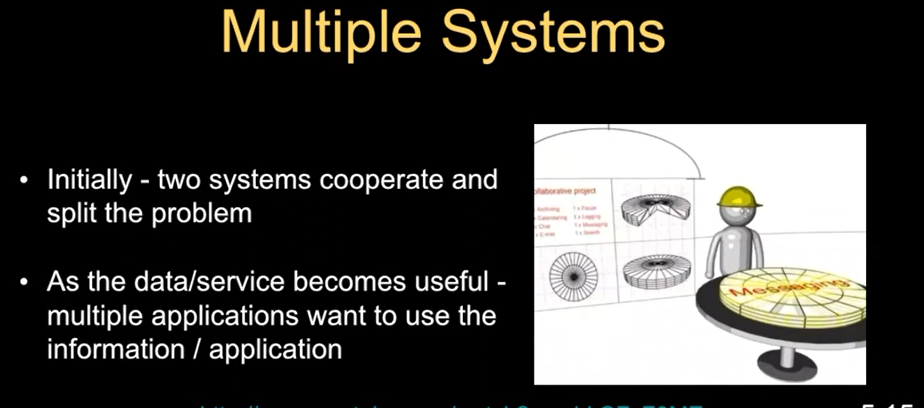 Multiple Systems
• Initially - two systems cooperate and
split the problem
• As the data/service becomes useful -
multiple applications want to use the
information / application
ollaborative project
Archiving 1 x Forum
Calendaring 1 x Logging
Chat 1 x Messaging
E-mail 1 x Search
Messaging